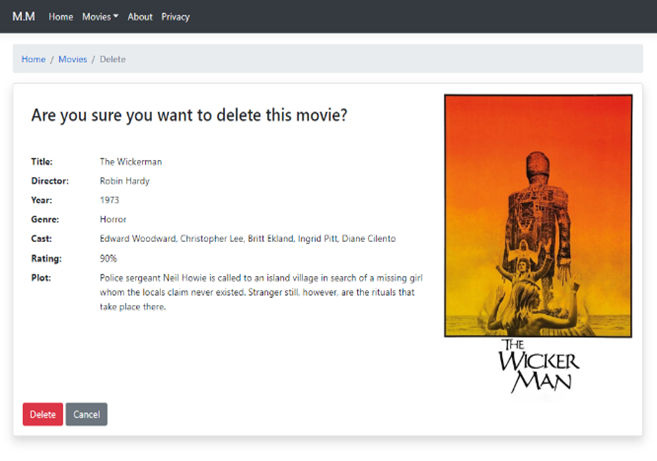 M.M Home Movies About Privacy
Home / Movies / Delete
Are you sure you want to delete this movie?
Title: The Wickerman
Director: Robin Hardy
Year: 1973
Genre: Horror
Cast: Edward Woodward, Christopher Lee, Britt Ekland, Ingrid Pitt, Diane Cilento
Rating: 90%
Plot: Police sergeant Neil Howie is called to an island village in search of a missing girl
whom the locals claim never existed. Stranger still, however, are the rituals that
take place there.
THE
WICKER
MAN
Delete Cancel